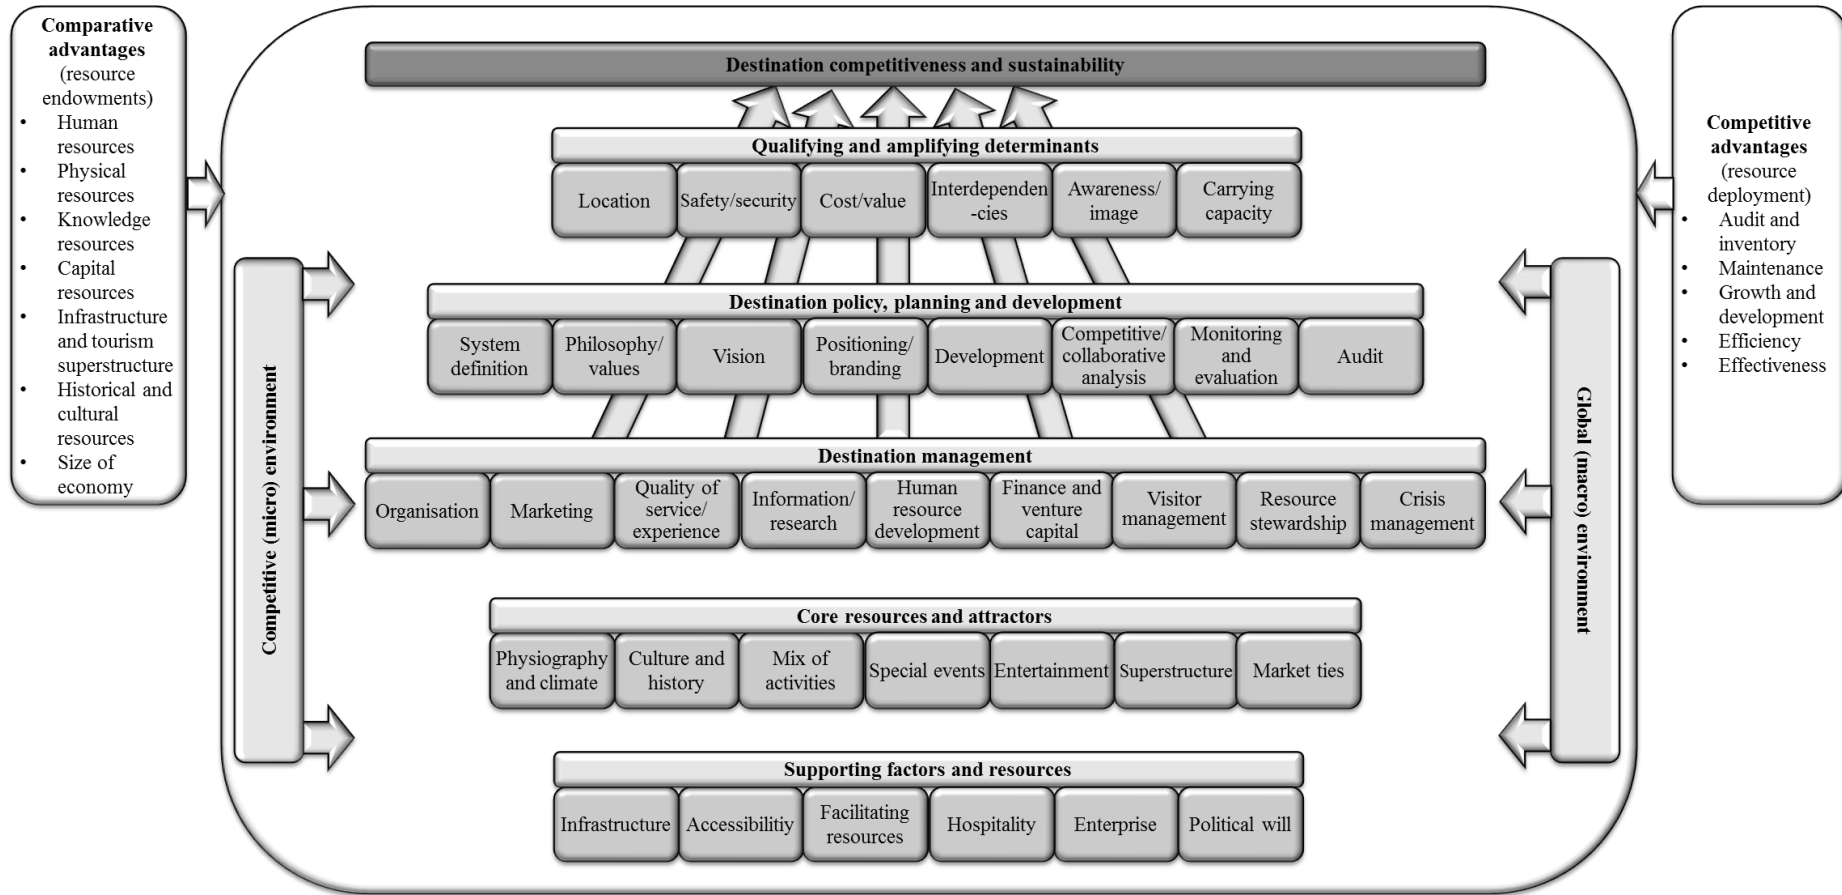 Comparative
advantages
(resource
endowments)
• Human
resources
• Physical
resources
• Knowledge
resources
• Capital
resources
• Infrastructure
and tourism
superstructure
• Historical and
cultural
resources
• Size of
economy
Competitive (micro) environment
Destination competitiveness and sustainability
Qualifying and amplifying determinants
Location
Safety/security
Cost/value
Interdependen
-cies
Awareness/
image
Carrying
capacity
Destination policy, planning and development
System
definition
Philosophy/
values
Vision
Positioning/
branding
Development
Competitive/
collaborative
analysis
Monitoring
and
evaluation
Audit
Destination management
Organisation
Marketing
Quality of
service/
experience
Information/
research
Human
resource
development
Finance and
venture
capital
Visitor
management
Resource
stewardship
Crisis
management
Core resources and attractors
Physiography
and climate
Culture and
history
Mix of
activities
Special events
Entertainment
Superstructure
Market ties
Supporting factors and resources
Infrastructure
Accessibilitiy
Facilitating
resources
Hospitality
Enterprise
Political will
Global (macro) environment
Competitive
advantages
(resource
deployment)
• Audit and
inventory
• Maintenance
• Growth and
development
• Efficiency
• Effectiveness